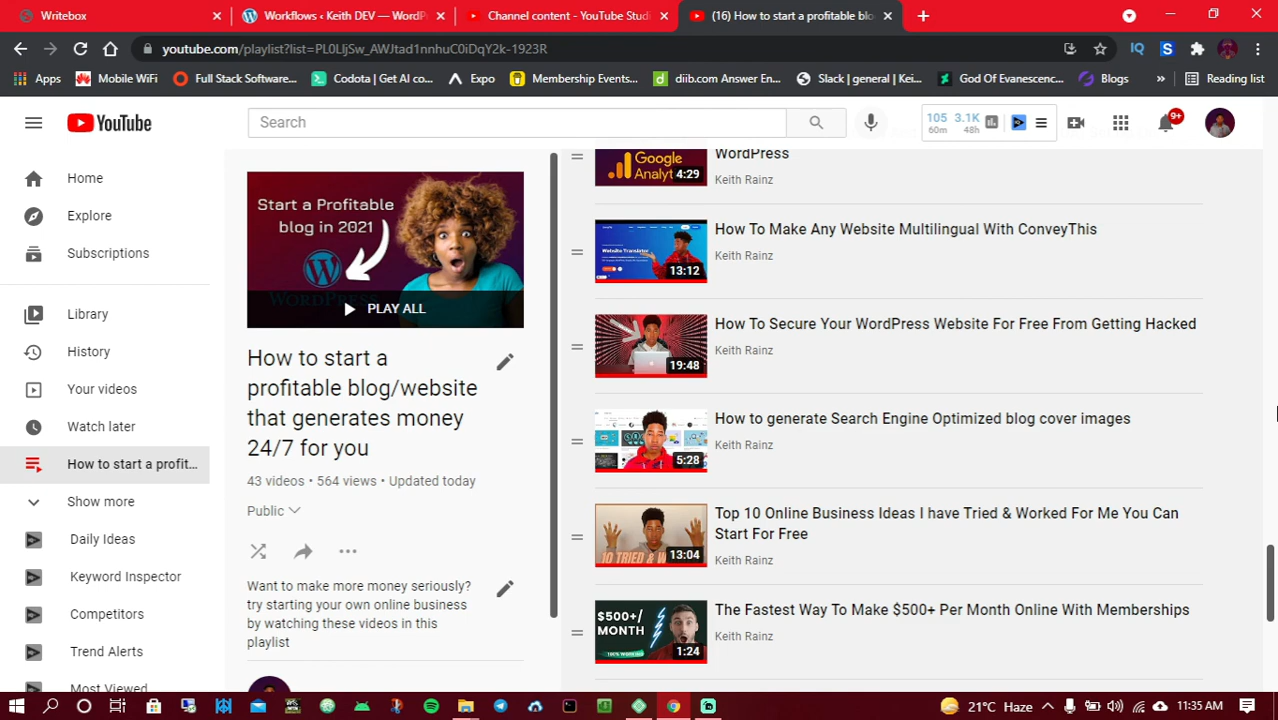 Writebox
Workflows ‹ Keith DEV — WordP
Channel content - YouTube Studi
(16) How to start a profitable blo
youtube.com/playlist?list=PL0LljSw_AWJtad1nnhuC0iDqY2k-1923R
IQ
S
Apps
Mobile WiFi
Full Stack Software...
Codota | Get AI co...
Expo
Membership Events...
diib.com Answer En...
Slack | general | Kei...
God Of Evanescenc...
Blogs
»
Reading list
YouTube
Search
105
60m
3.1K
48h
9+
Home
Explore
Subscriptions
Library
History
Your videos
Watch later
How to start a profit...
Show more
Daily Ideas
Keyword Inspector
Competitors
Trend Alerts
Most Viewed
Start a Profitable
blog in 2021
WORDPRESS
PLAY ALL
How to start a
profitable blog/website
that generates money
24/7 for you
43 videos • 564 views • Updated today
Public
Want to make more money seriously?
try starting your own online business
by watching these videos in this
playlist
Google
Analyt
4:29
WordPress
Keith Rainz
Website Translator
13:12
How To Make Any Website Multilingual With ConveyThis
Keith Rainz
19:48
How To Secure Your WordPress Website For Free From Getting Hacked
Keith Rainz
5:28
How to generate Search Engine Optimized blog cover images
Keith Rainz
10 TRIED & W
13:04
Top 10 Online Business Ideas I have Tried & Worked For Me You Can
Start For Free
Keith Rainz
$500+/
MONTH
1:24
The Fastest Way To Make $500+ Per Month Online With Memberships
Keith Rainz
21°C Haze
11:35 AM